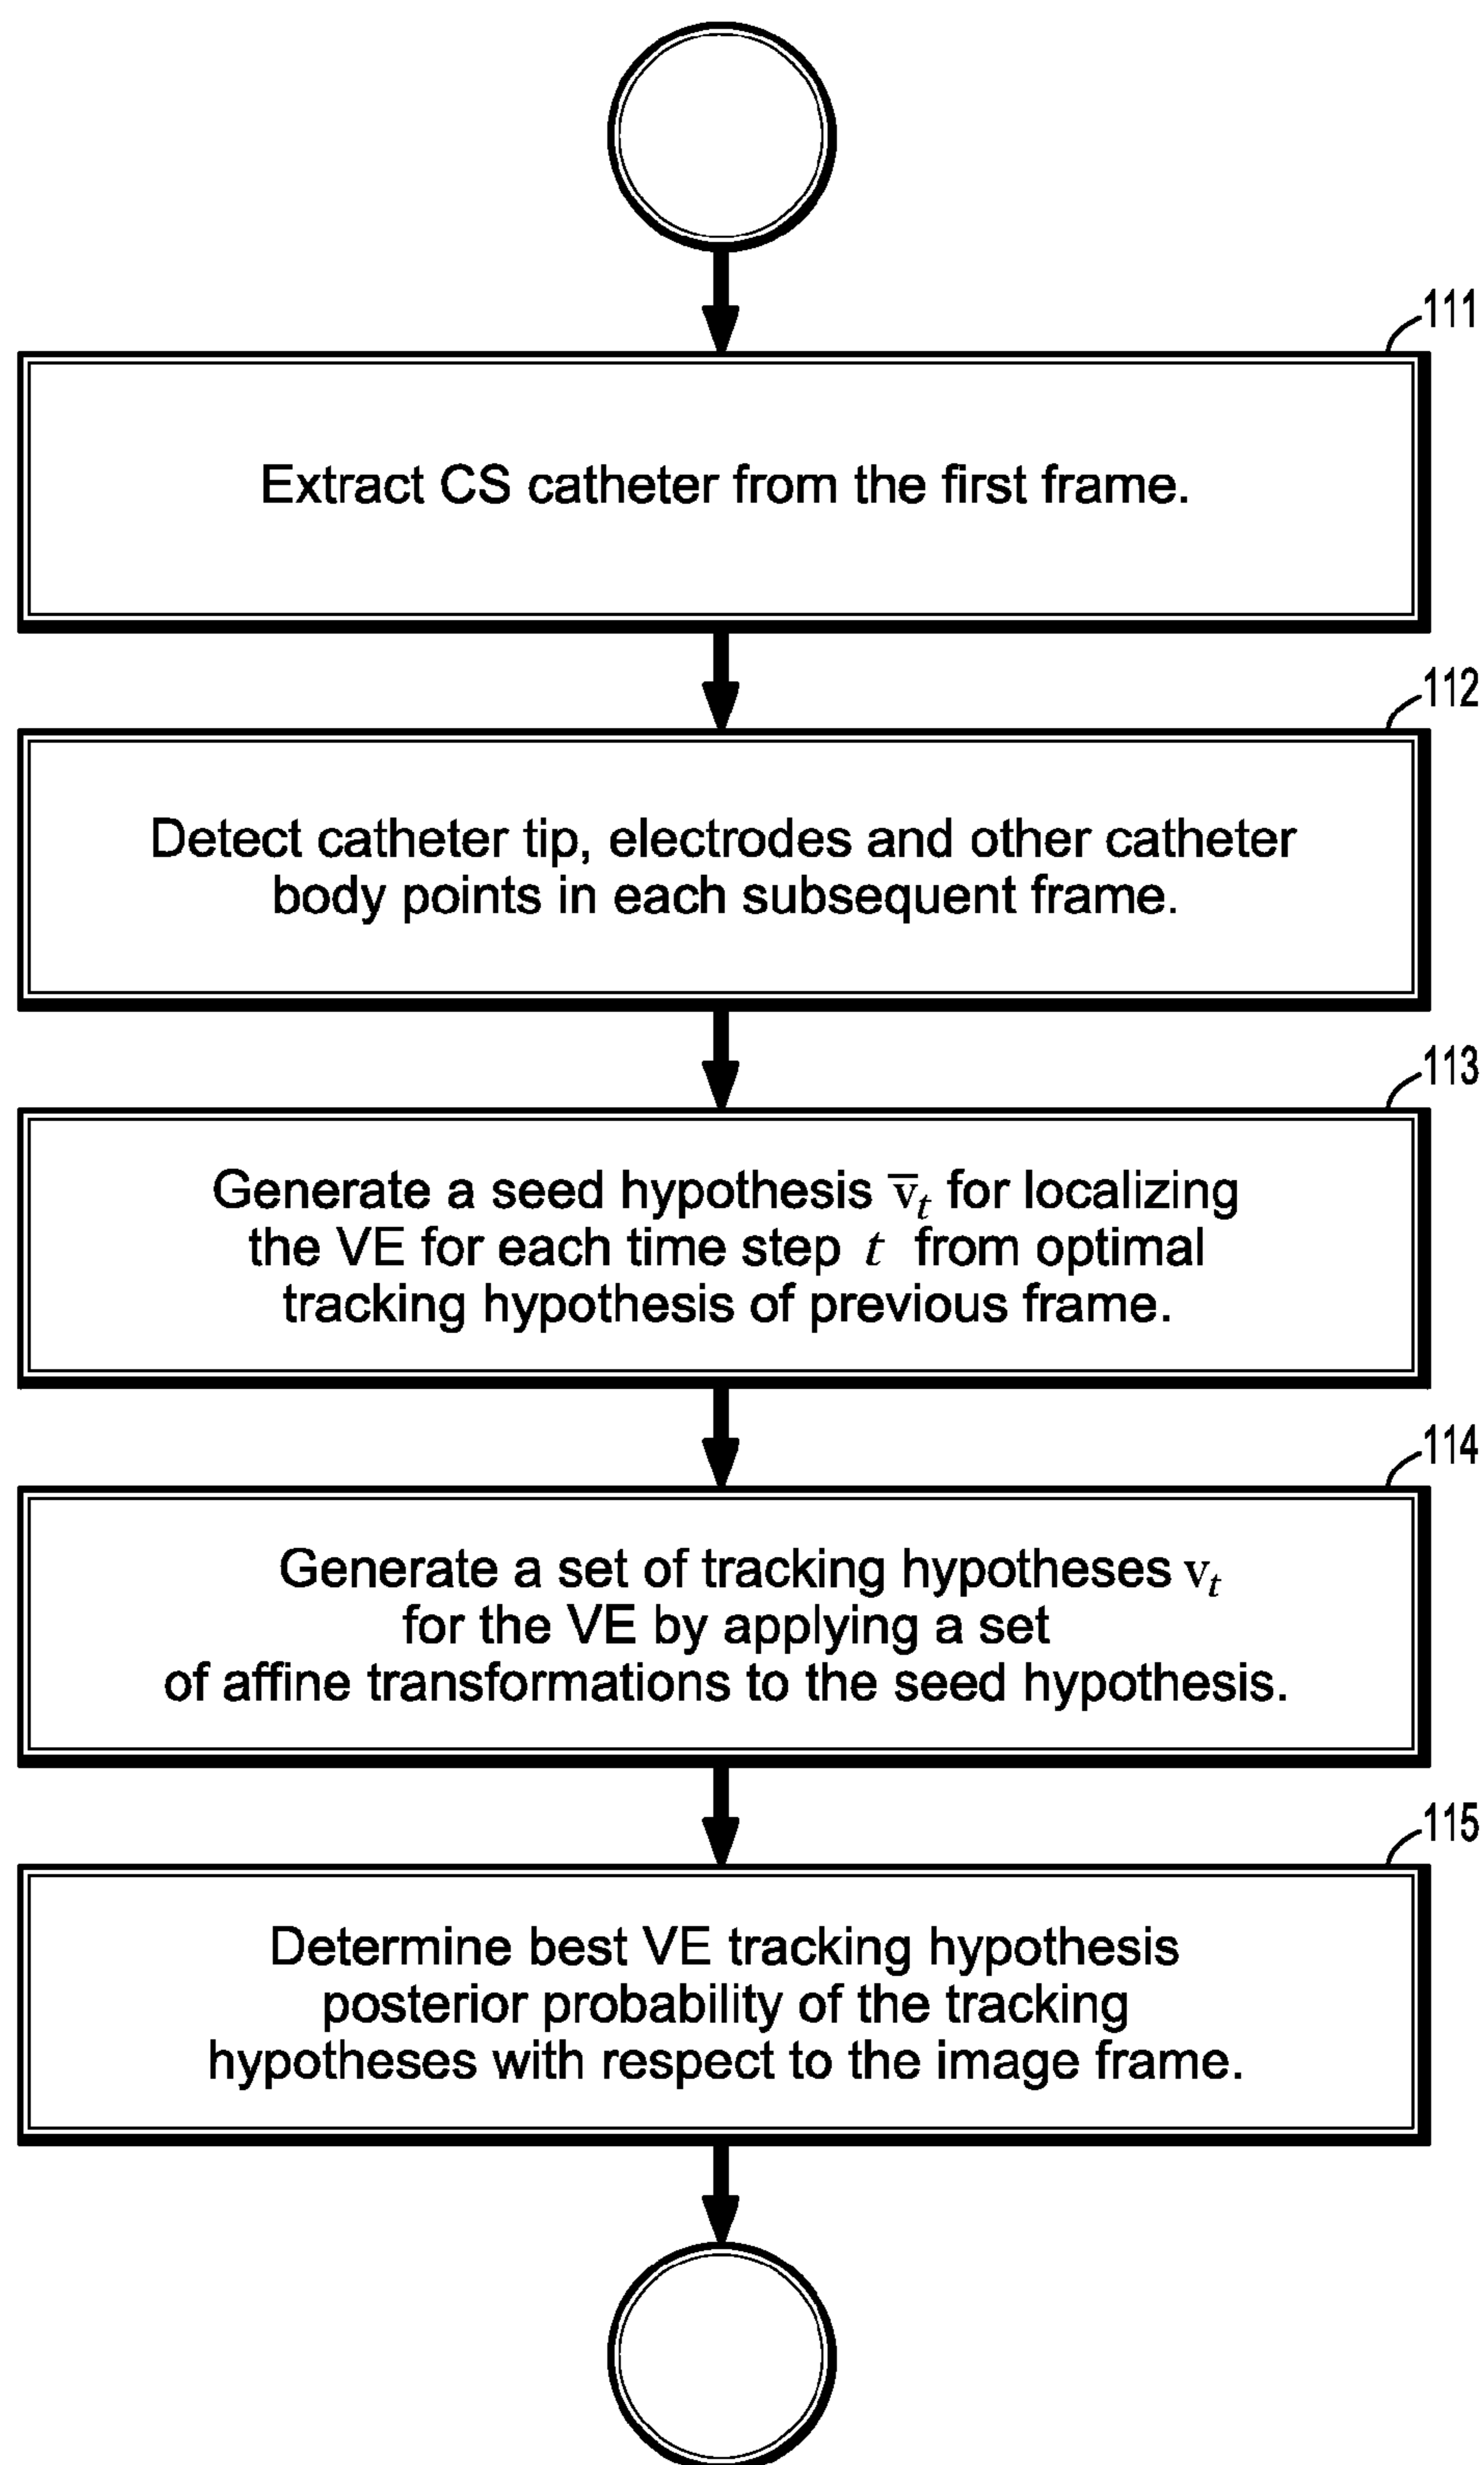 111
Extract CS catheter from the first frame.
112
Detect catheter tip, electrodes and other catheter
body points in each subsequent frame.
113
Generate a seed hypothesis v̅ₜ for localizing
the VE for each time step t from optimal
tracking hypothesis of previous frame.
114
Generate a set of tracking hypotheses vₜ
for the VE by applying a set
of affine transformations to the seed hypothesis.
115
Determine best VE tracking hypothesis
posterior probability of the tracking
hypotheses with respect to the image frame.